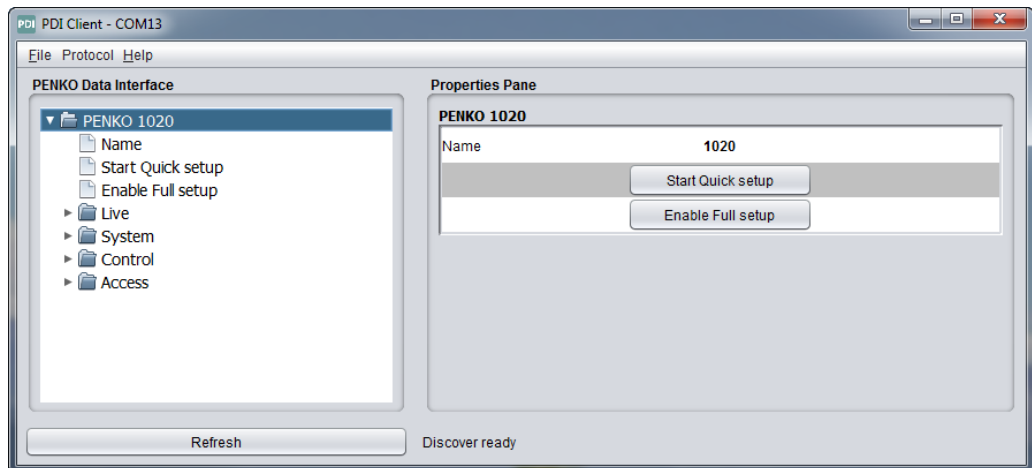 PDI PDI Client - COM13
File Protocol Help
PENKO Data Interface
PENKO 1020
Name
Start Quick setup
Enable Full setup
Live
System
Control
Access
Refresh
Properties Pane
PENKO 1020
Name 1020
Start Quick setup
Enable Full setup
Discover ready